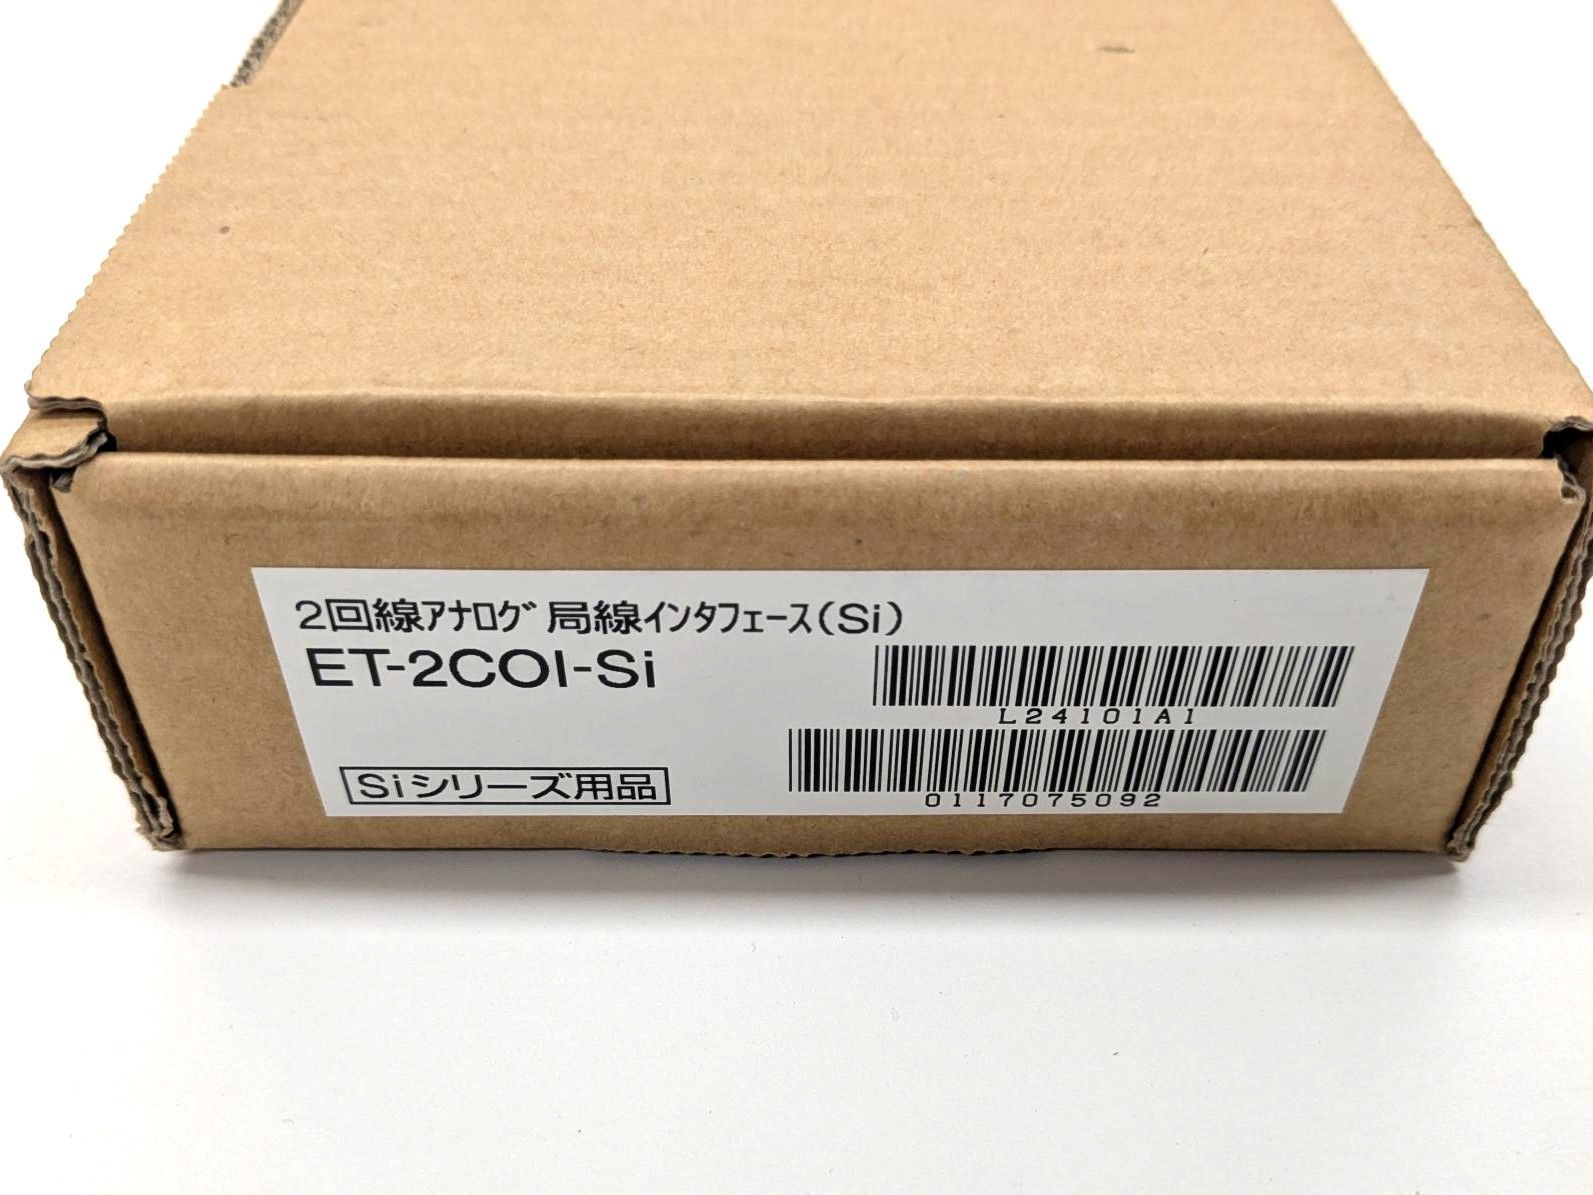 2回線ｱﾅﾛｸﾞ局線ｲﾝﾀﾌｪｰｽ(Si)
ET-2COI-Si
L24101A1
Siシリーズ用品
0117075092